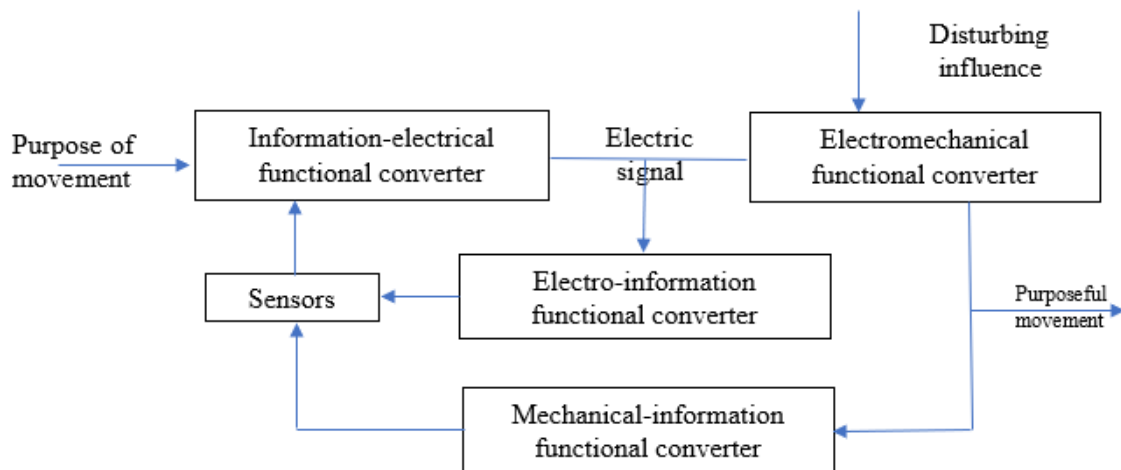 Disturbing
influence
Purpose of
movement
Information-electrical
functional converter
Electric
signal
Electromechanical
functional converter
Sensors
Electro-information
functional converter
Purposeful
movement
Mechanical-information
functional converter